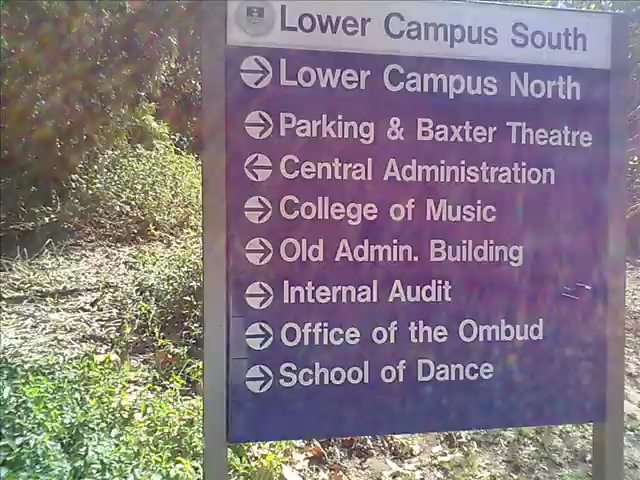 Lower Campus South
Lower Campus North
Parking & Baxter Theatre
Central Administration
College of Music
Old Admin. Building
Internal Audit
Office of the Ombud
School of Dance